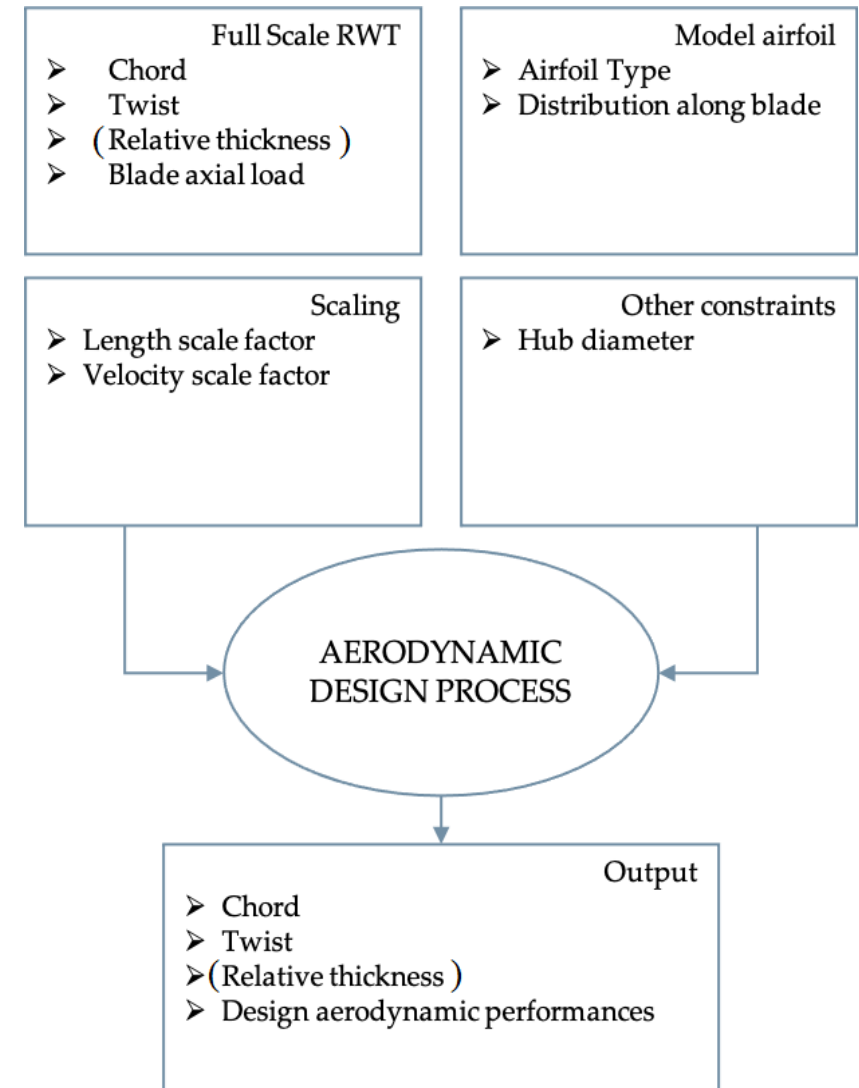 Full Scale RWT
➢ Chord
➢ Twist
➢ (Relative thickness )
➢ Blade axial load
Model airfoil
➢ Airfoil Type
➢ Distribution along blade
Scaling
➢ Length scale factor
➢ Velocity scale factor
Other constraints
➢ Hub diameter
AERODYNAMIC
DESIGN PROCESS
Output
➢ Chord
➢ Twist
➢(Relative thickness )
➢ Design aerodynamic performances